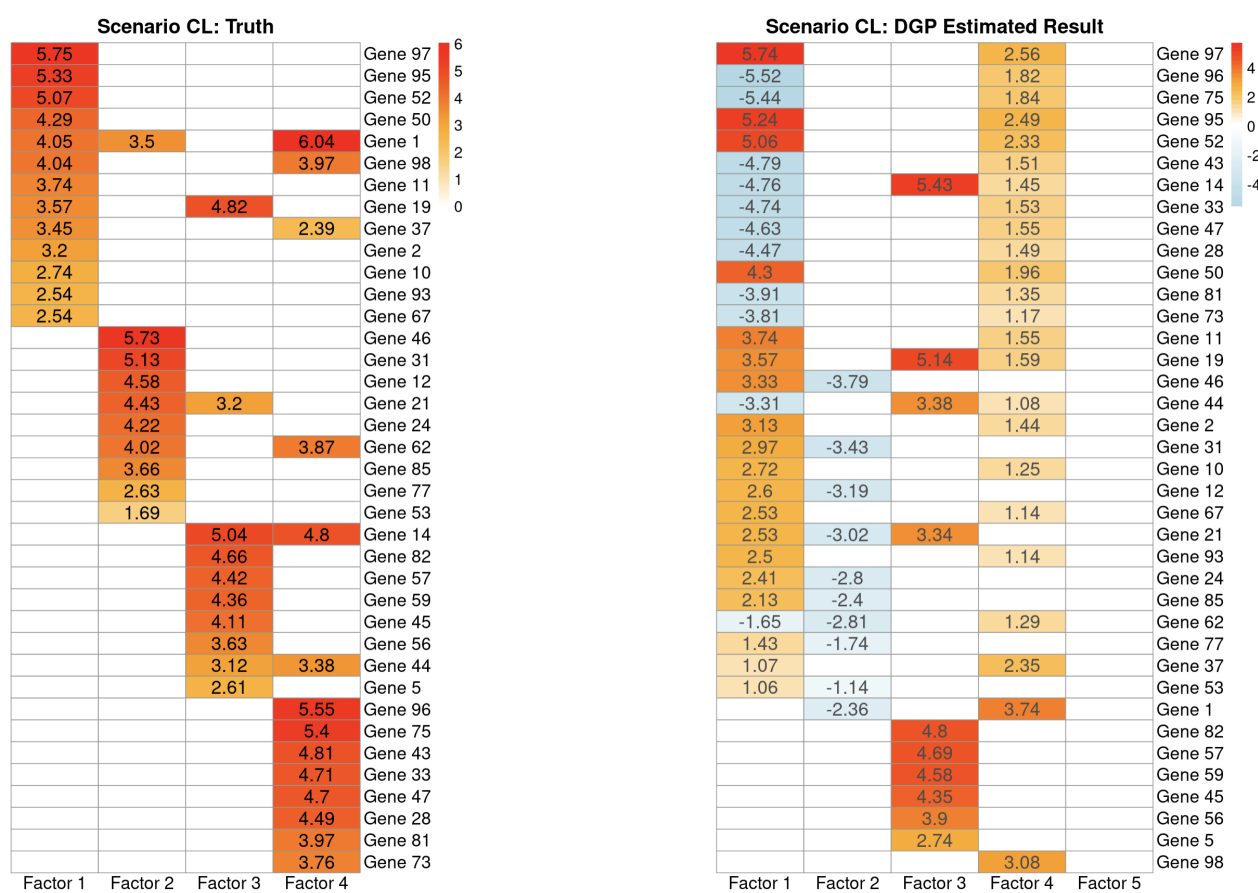 Scenario CL: Truth
5.75 Gene 97
5.33 Gene 95
5.07 Gene 52
4.29 Gene 50
4.05 3.5 6.04 Gene 1
4.04 3.97 Gene 98
3.74 Gene 11
3.57 4.82 Gene 19
3.45 2.39 Gene 37
3.2 Gene 2
2.74 Gene 10
2.54 Gene 93
2.54 Gene 67
5.73 Gene 46
5.13 Gene 31
4.58 Gene 12
4.43 3.2 Gene 21
4.22 Gene 24
4.02 3.87 Gene 62
3.66 Gene 85
2.63 Gene 77
1.69 Gene 53
5.04 4.8 Gene 14
4.66 Gene 82
4.42 Gene 57
4.36 Gene 59
4.11 Gene 45
3.63 Gene 56
3.12 3.38 Gene 44
2.61 Gene 5
5.55 Gene 96
5.4 Gene 75
4.81 Gene 43
4.71 Gene 33
4.7 Gene 47
4.49 Gene 28
3.97 Gene 81
3.76 Gene 73
Factor 1 Factor 2 Factor 3 Factor 4
6
5
4
3
2
1
0
Scenario CL: DGP Estimated Result
5.74 2.56 Gene 97
-5.52 1.82 Gene 96
-5.44 1.84 Gene 75
5.24 2.49 Gene 95
5.06 2.33 Gene 52
-4.79 1.51 Gene 43
-4.76 5.43 1.45 Gene 14
-4.74 1.53 Gene 33
-4.63 1.55 Gene 47
-4.47 1.49 Gene 28
4.3 1.96 Gene 50
-3.91 1.35 Gene 81
-3.81 1.17 Gene 73
3.74 1.55 Gene 11
3.57 5.14 1.59 Gene 19
3.33 -3.79 Gene 46
-3.31 3.38 1.08 Gene 44
3.13 1.44 Gene 2
2.97 -3.43 Gene 31
2.72 1.25 Gene 10
2.6 -3.19 Gene 12
2.53 1.14 Gene 67
2.53 -3.02 3.34 Gene 21
2.5 1.14 Gene 93
2.41 -2.8 Gene 24
2.13 -2.4 Gene 85
-1.65 -2.81 1.29 Gene 62
1.43 -1.74 Gene 77
1.07 2.35 Gene 37
1.06 -1.14 Gene 53
-2.36 3.74 Gene 1
4.8 Gene 82
4.69 Gene 57
4.58 Gene 59
4.35 Gene 45
3.9 Gene 56
2.74 Gene 5
3.08 Gene 98
Factor 1 Factor 2 Factor 3 Factor 4 Factor 5
4
2
0
-2
-4